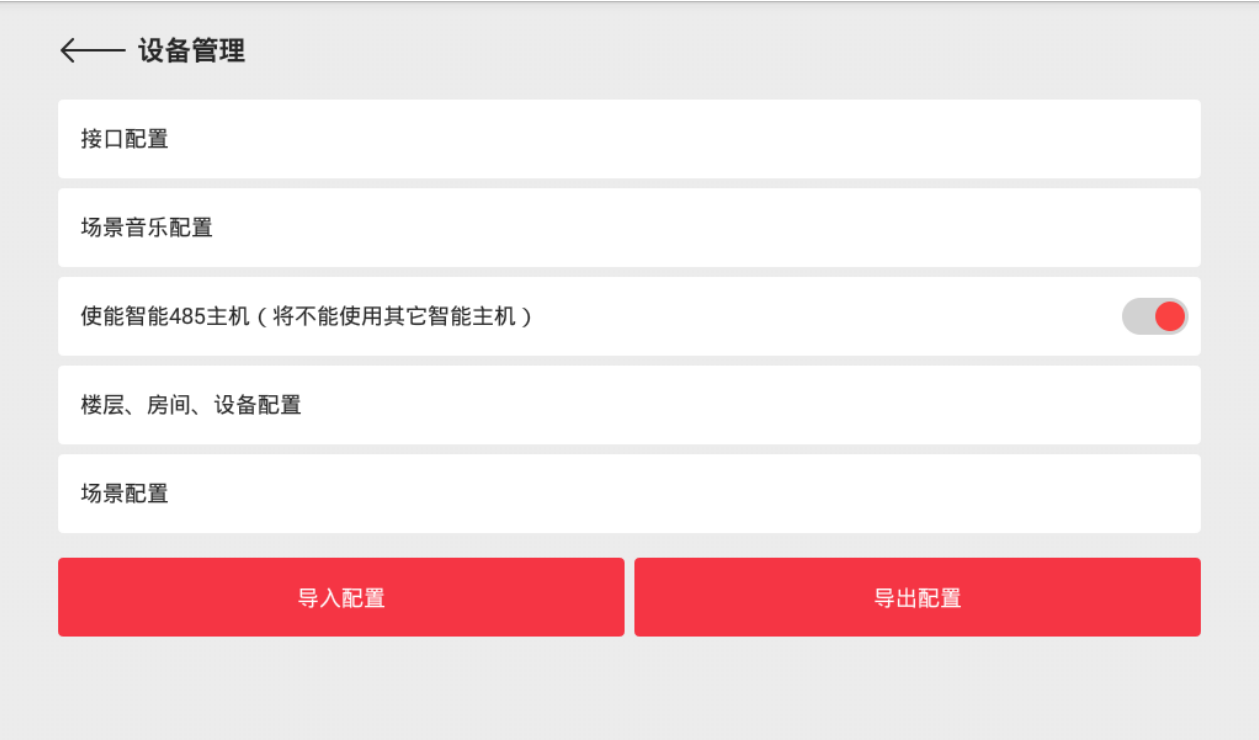 设备管理
接口配置
场景音乐配置
使能智能485主机（将不能使用其它智能主机）
楼层、房间、设备配置
场景配置
导入配置
导出配置